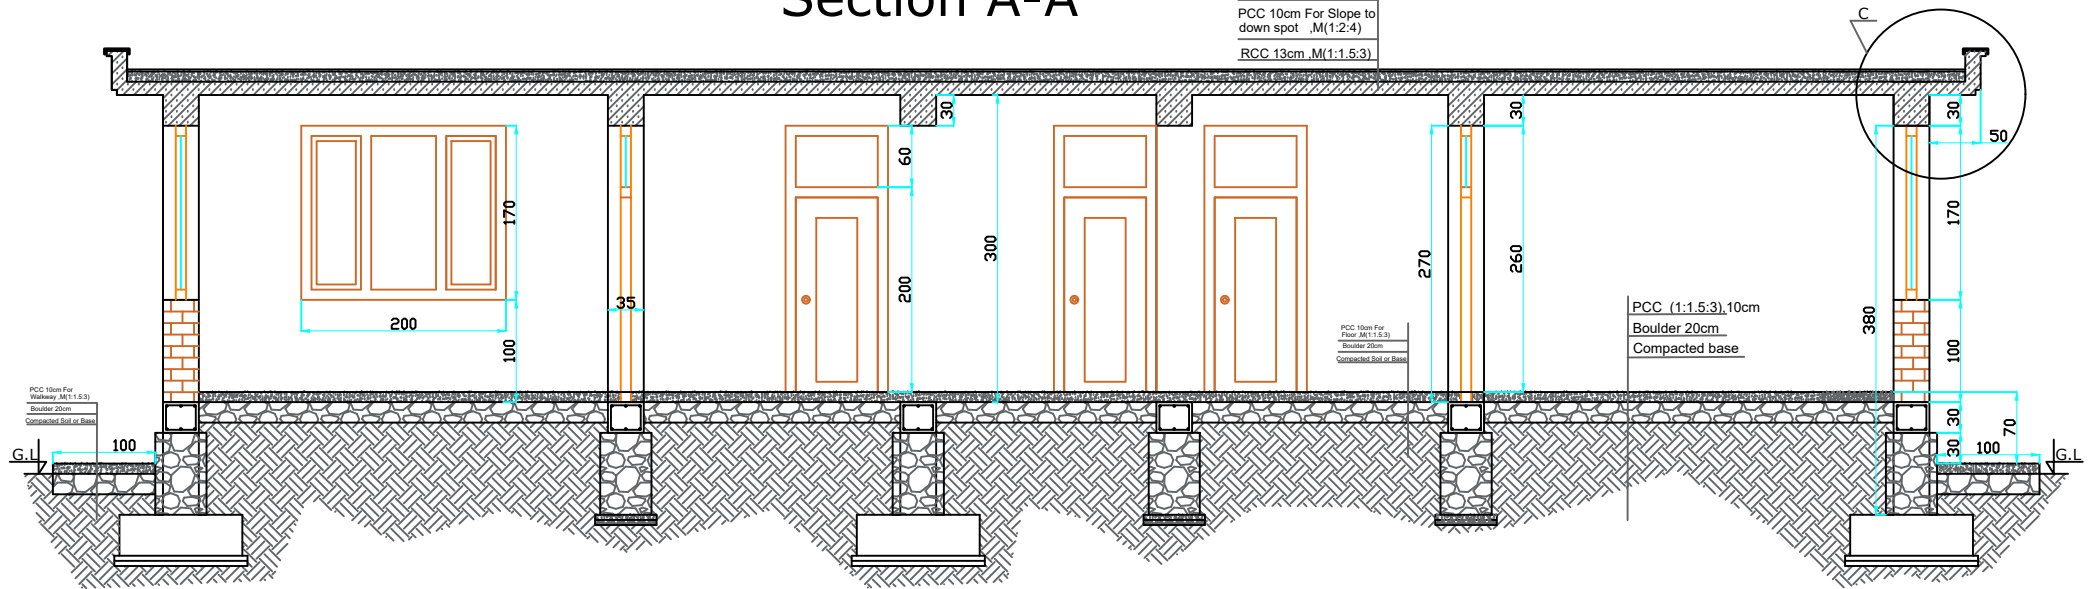 Section A-A
PCC 10cm For Slope to
down spot ,M(1:2:4)
RCC 13cm ,M(1:1.5:3)
C
30
30
30
50
60
170
200
300
270
260
170
35
200
100
380
100
PCC (1:1.5:3),10cm
Boulder 20cm
Compacted base
PCC 10cm For
Floor ,M(1:1.5:3)
Boulder 20cm
Compacted Soil or Base
PCC 10cm For
Walkway ,M(1:1.5:3)
Boulder 20cm
Compacted Soil or Base
30
70
30
100
100
G.L
G.L